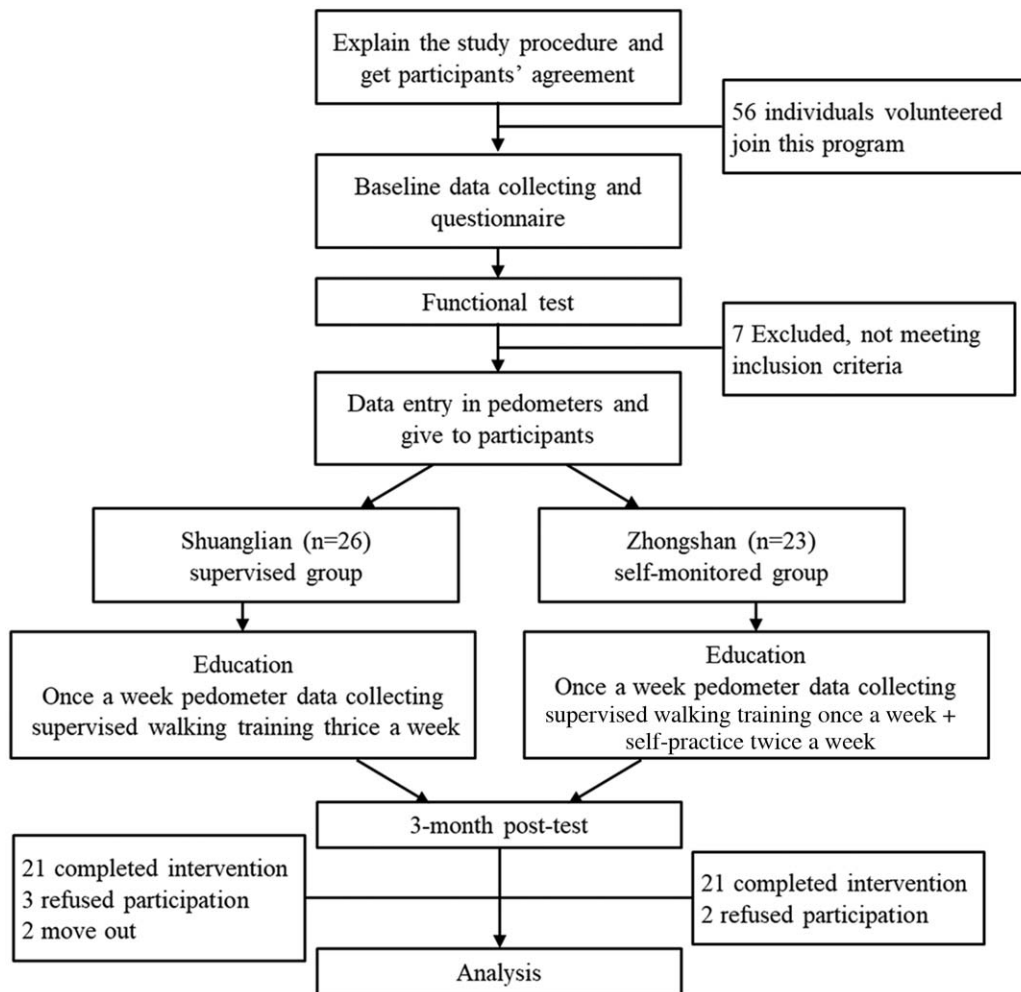 Explain the study procedure and
get participants’ agreement
56 individuals volunteered
join this program
Baseline data collecting and
questionnaire
Functional test
7 Excluded, not meeting
inclusion criteria
Data entry in pedometers and
give to participants
Shuanglian (n=26)
supervised group
Zhongshan (n=23)
self-monitored group
Education
Once a week pedometer data collecting
supervised walking training thrice a week
Education
Once a week pedometer data collecting
supervised walking training once a week +
self-practice twice a week
3-month post-test
21 completed intervention
3 refused participation
2 move out
21 completed intervention
2 refused participation
Analysis